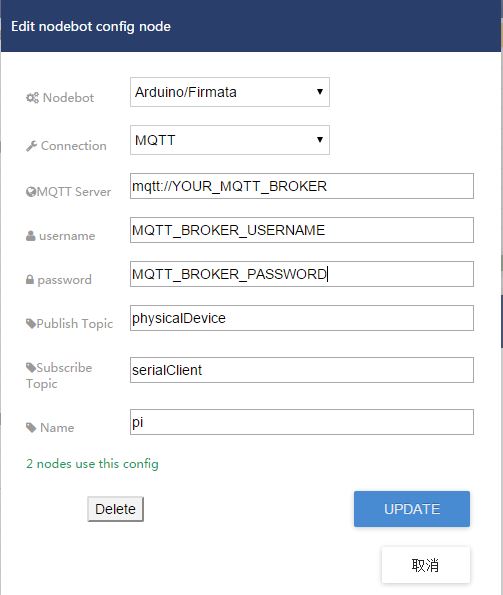 Edit nodebot config node
Nodebot Arduino/Firmata
Connection MQTT
MQTT Server mqtt://YOUR_MQTT_BROKER
username MQTT_BROKER_USERNAME
password MQTT_BROKER_PASSWORD
Publish Topic physicalDevice
Subscribe Topic serialClient
Name pi
2 nodes use this config
Delete UPDATE
取消